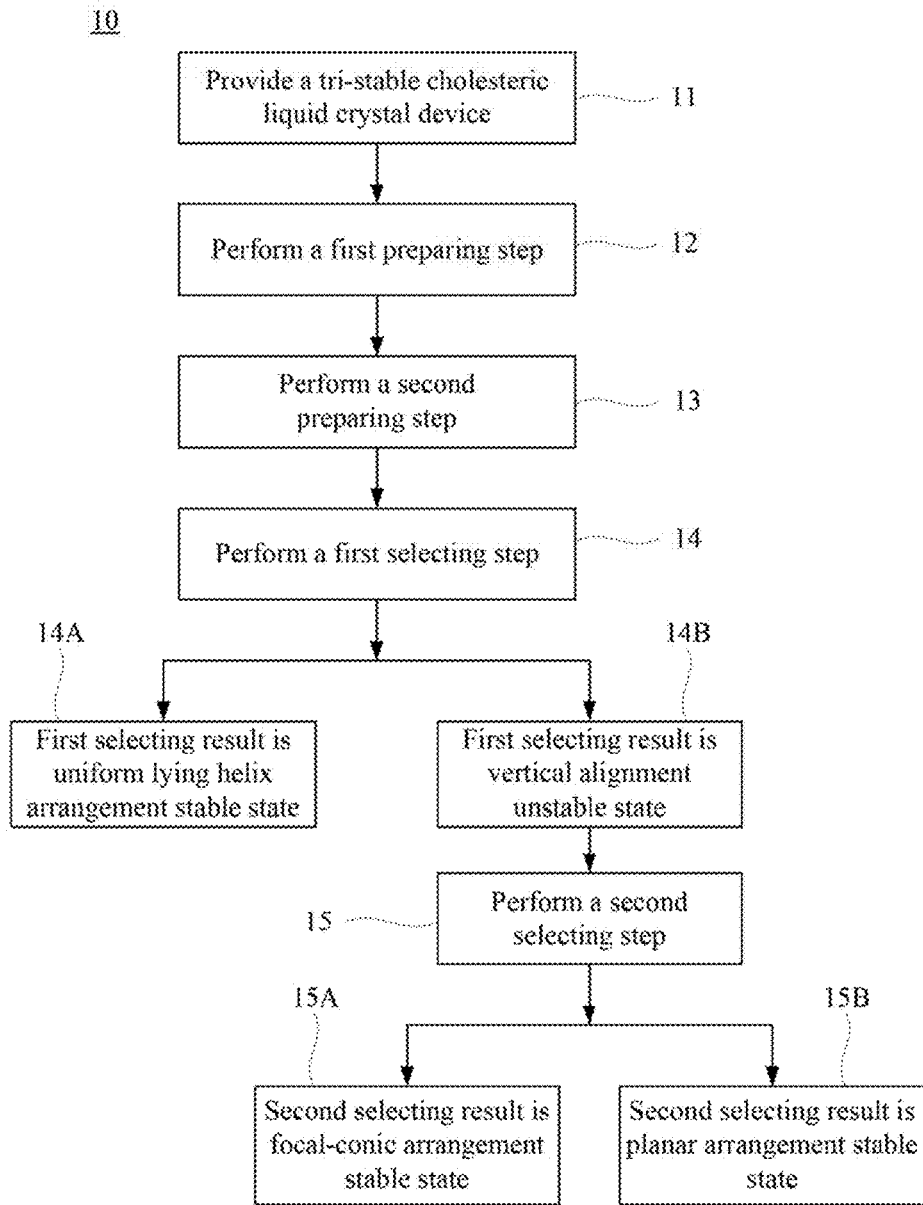 10
Provide a tri-stable cholesteric
liquid crystal device
11
Perform a first preparing step
12
Perform a second
preparing step
13
Perform a first selecting step
14
14A
14B
First selecting result is
uniform lying helix
arrangement stable state
First selecting result is
vertical alignment
unstable state
15
Perform a second
selecting step
15A
15B
Second selecting result is
focal-conic arrangement
stable state
Second selecting result is
planar arrangement stable
state